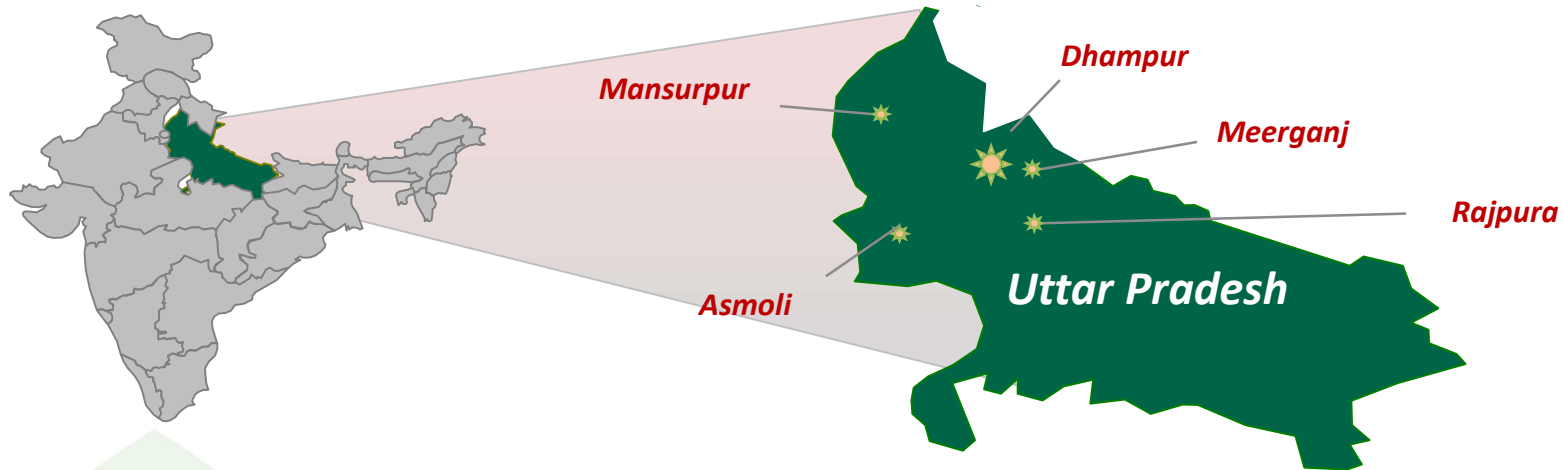 Dhampur
Mansurpur
Meerganj
Rajpura
Asmoli
Uttar Pradesh